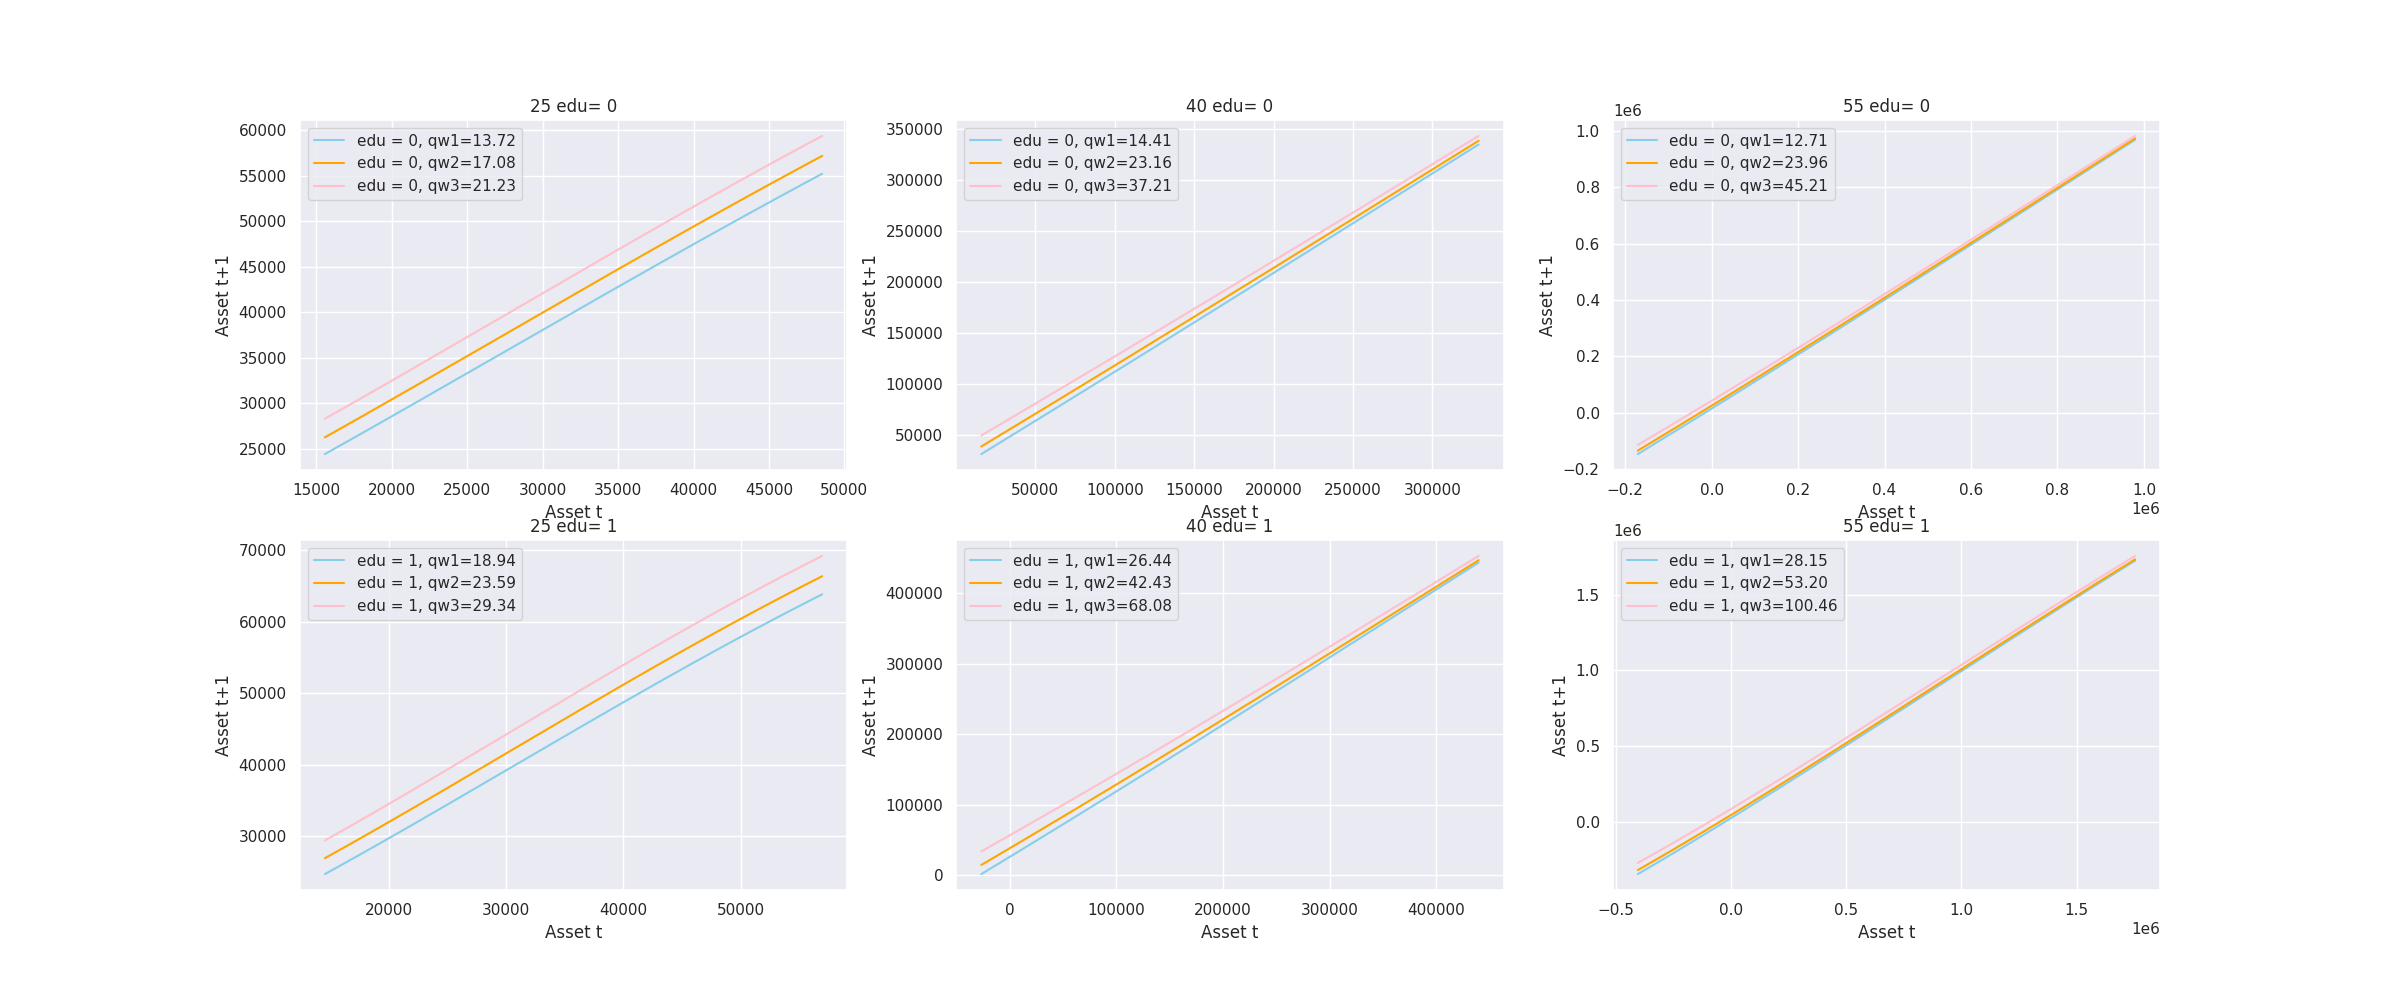 25 edu= 0
edu = 0, qw1=13.72
edu = 0, qw2=17.08
edu = 0, qw3=21.23
60000
55000
50000
45000
40000
35000
30000
25000
Asset t+1
15000 20000 25000 30000 35000 40000 45000 50000
Asset t
40 edu= 0
edu = 0, qw1=14.41
edu = 0, qw2=23.16
edu = 0, qw3=37.21
350000
300000
250000
200000
150000
100000
50000
Asset t+1
50000 100000 150000 200000 250000 300000
Asset t
55 edu= 0
1e6
edu = 0, qw1=12.71
edu = 0, qw2=23.96
edu = 0, qw3=45.21
1.0
0.8
0.6
0.4
0.2
0.0
−0.2
Asset t+1
−0.2 0.0 0.2 0.4 0.6 0.8 1.0
1e6
Asset t
25 edu= 1
edu = 1, qw1=18.94
edu = 1, qw2=23.59
edu = 1, qw3=29.34
70000
60000
50000
40000
30000
Asset t+1
20000 30000 40000 50000
Asset t
40 edu= 1
edu = 1, qw1=26.44
edu = 1, qw2=42.43
edu = 1, qw3=68.08
400000
300000
200000
100000
0
Asset t+1
0 100000 200000 300000 400000
Asset t
55 edu= 1
1e6
edu = 1, qw1=28.15
edu = 1, qw2=53.20
edu = 1, qw3=100.46
1.5
1.0
0.5
0.0
Asset t+1
−0.5 0.0 0.5 1.0 1.5
1e6
Asset t